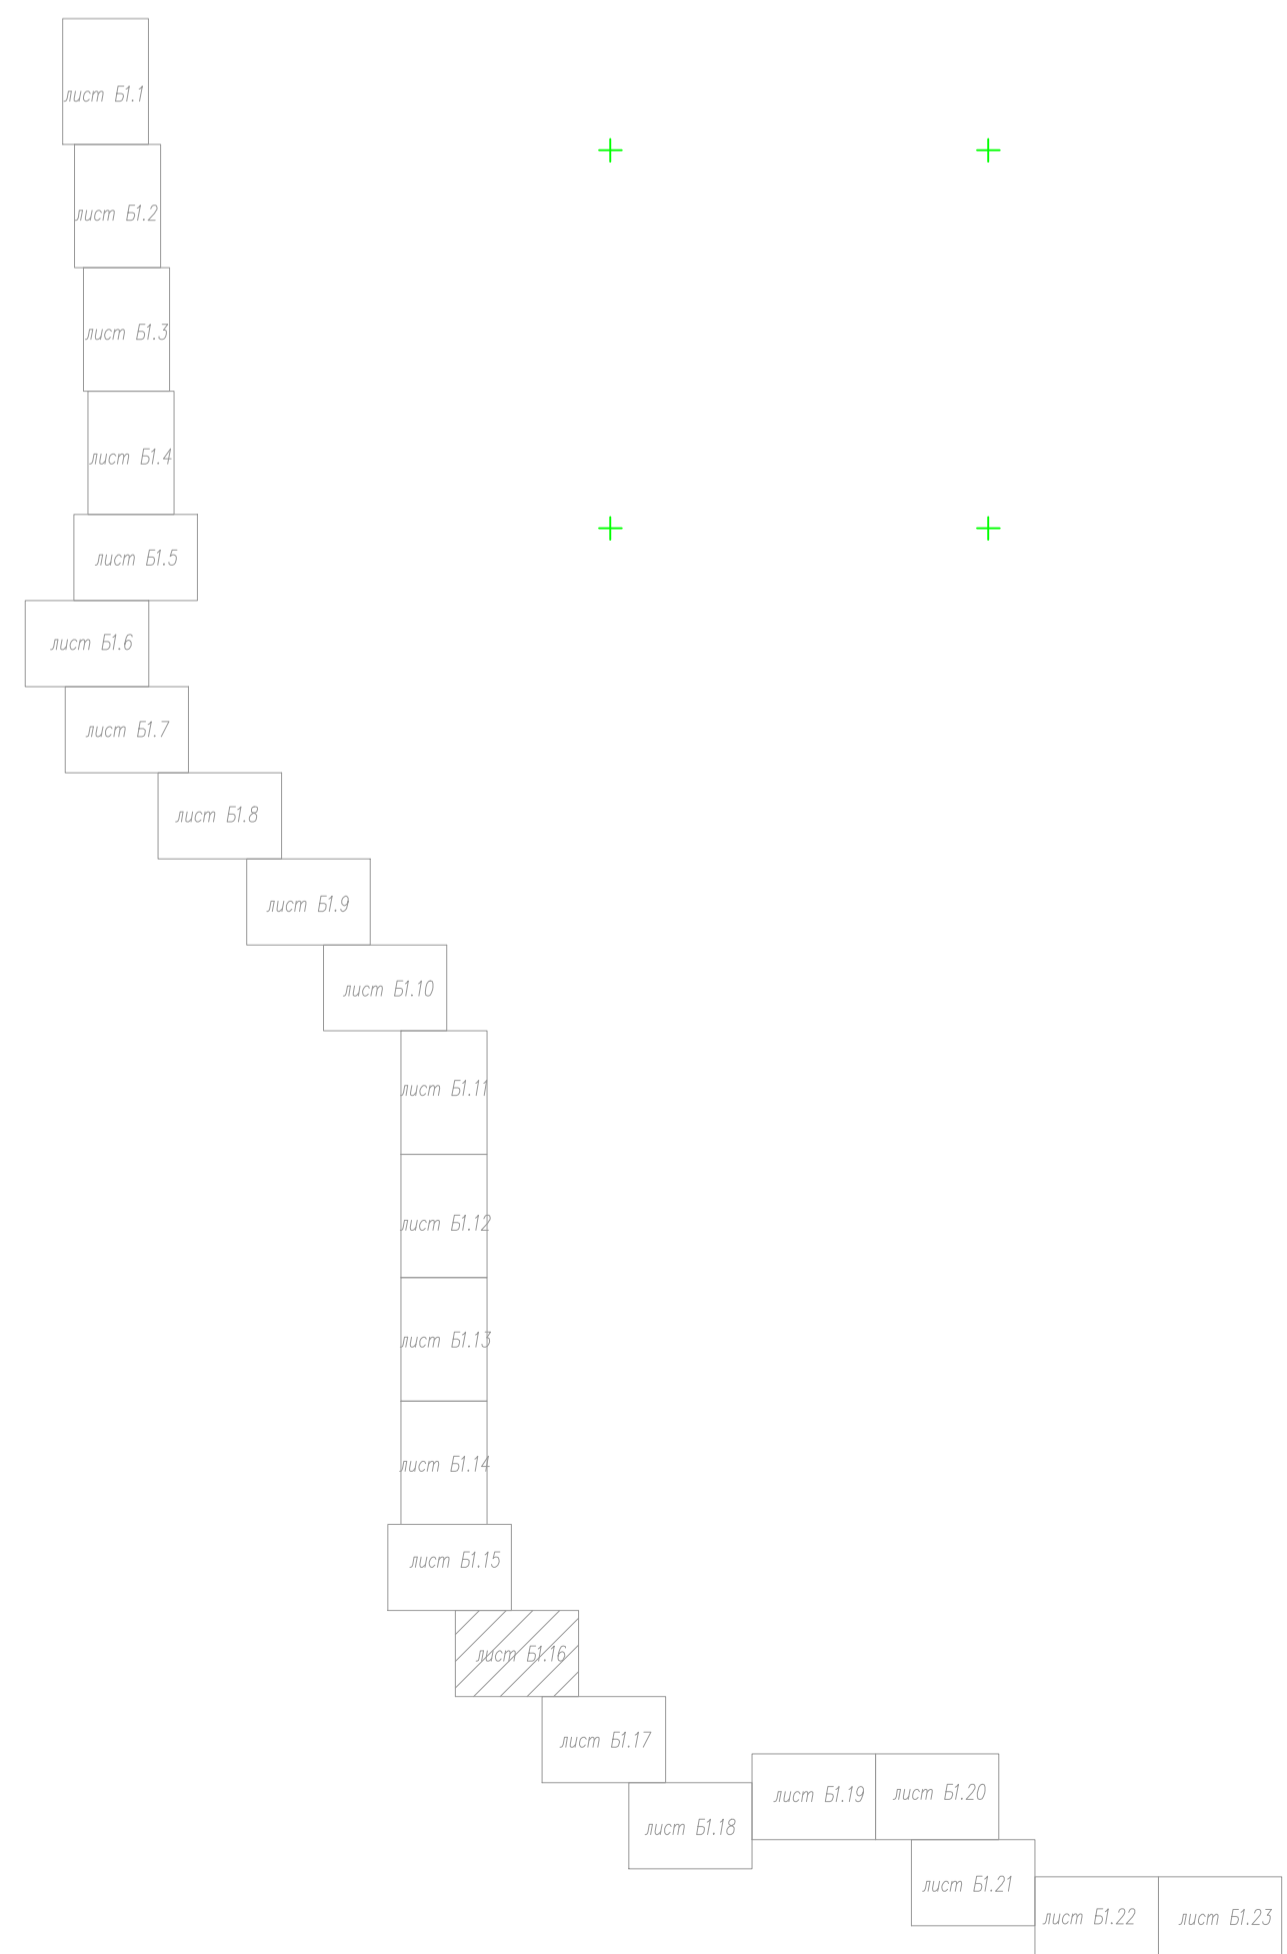 лист Б1.1
лист Б1.2
лист Б1.3
лист Б1.4
лист Б1.5
лист Б1.6
лист Б1.7
лист Б1.8
лист Б1.9
лист Б1.10
лист Б1.11
лист Б1.12
лист Б1.13
лист Б1.14
лист Б1.15
лист Б1.16
лист Б1.17
лист Б1.18
лист Б1.19
лист Б1.20
лист Б1.21
лист Б1.22
лист Б1.23